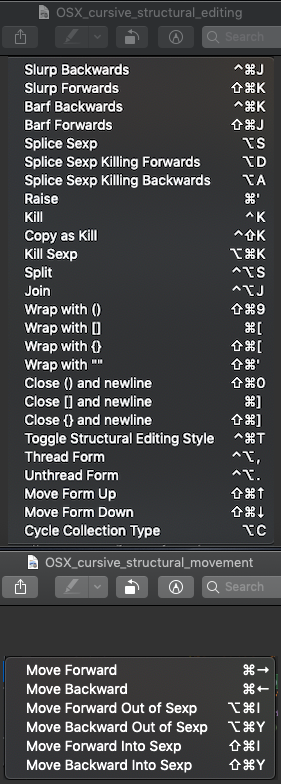 OSX_cursive_structural_editing
Search
Slurp Backwards ^⌘J
Slurp Forwards ⇧⌘K
Barf Backwards ^⌘K
Barf Forwards ⇧⌘J
Splice Sexp ⌥S
Splice Sexp Killing Forwards ⌥D
Splice Sexp Killing Backwards ⌥A
Raise ⌘'
Kill ^K
Copy as Kill ^⇧K
Kill Sexp ⌥⌘K
Split ^⌥S
Join ^⌥J
Wrap with () ⇧⌘9
Wrap with [] ⌘[
Wrap with {} ⇧⌘[
Wrap with "" ⇧⌘'
Close () and newline ⇧⌘0
Close [] and newline ⌘]
Close {} and newline ⇧⌘]
Toggle Structural Editing Style ^⌘T
Thread Form ^⌥,
Unthread Form ^⌥.
Move Form Up ⇧⌘↑
Move Form Down ⇧⌘↓
Cycle Collection Type ⌥C
OSX_cursive_structural_movement
Search
Move Forward ⌘→
Move Backward ⌘←
Move Forward Out of Sexp ⌥⌘I
Move Backward Out of Sexp ⌥⌘Y
Move Forward Into Sexp ⇧⌘I
Move Backward Into Sexp ⇧⌘Y